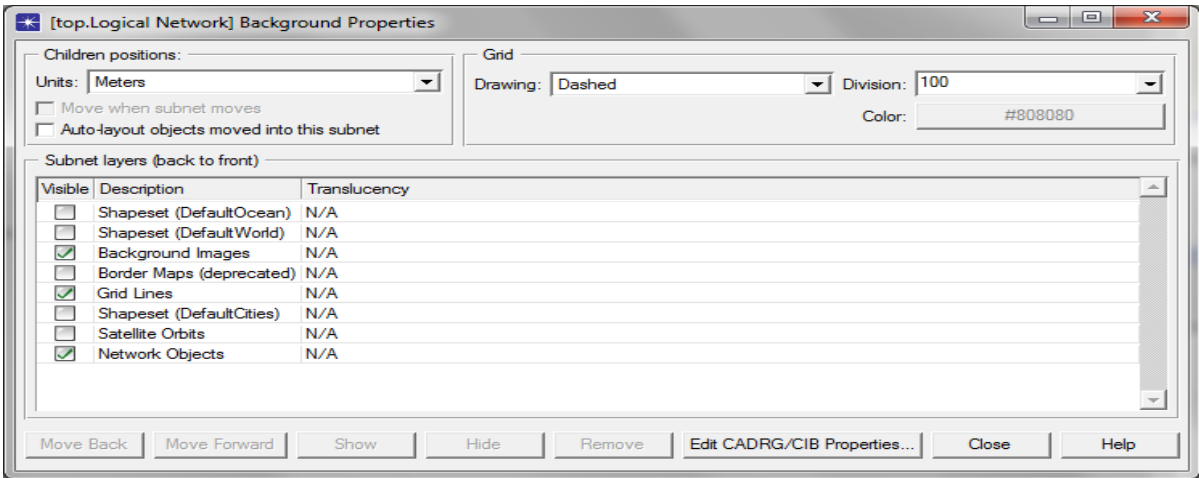 [top.Logical Network] Background Properties
Children positions:
Units: Meters
Move when subnet moves
Auto-layout objects moved into this subnet
Grid
Drawing: Dashed Division: 100
Color: #808080
Subnet layers (back to front)
Visible Description Translucency
Shapeset (DefaultOcean) N/A
Shapeset (DefaultWorld) N/A
Background Images N/A
Border Maps (deprecated) N/A
Grid Lines N/A
Shapeset (DefaultCities) N/A
Satellite Orbits N/A
Network Objects N/A
Move Back Move Forward Show Hide Remove Edit CADRG/CIB Properties... Close Help